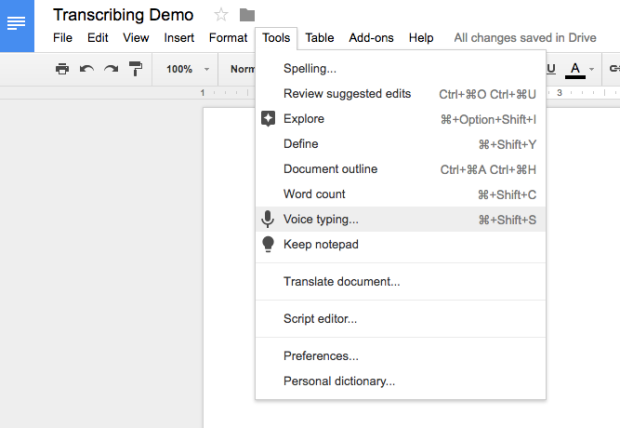 Transcribing Demo
File Edit View Insert Format Tools Table Add-ons Help All changes saved in Drive
100% Norn U A
1 3
Spelling...
Review suggested edits Ctrl+⌘O Ctrl+⌘U
Explore ⌘+Option+Shift+I
Define ⌘+Shift+Y
Document outline Ctrl+⌘A Ctrl+⌘H
Word count ⌘+Shift+C
Voice typing... ⌘+Shift+S
Keep notepad
Translate document...
Script editor...
Preferences...
Personal dictionary...